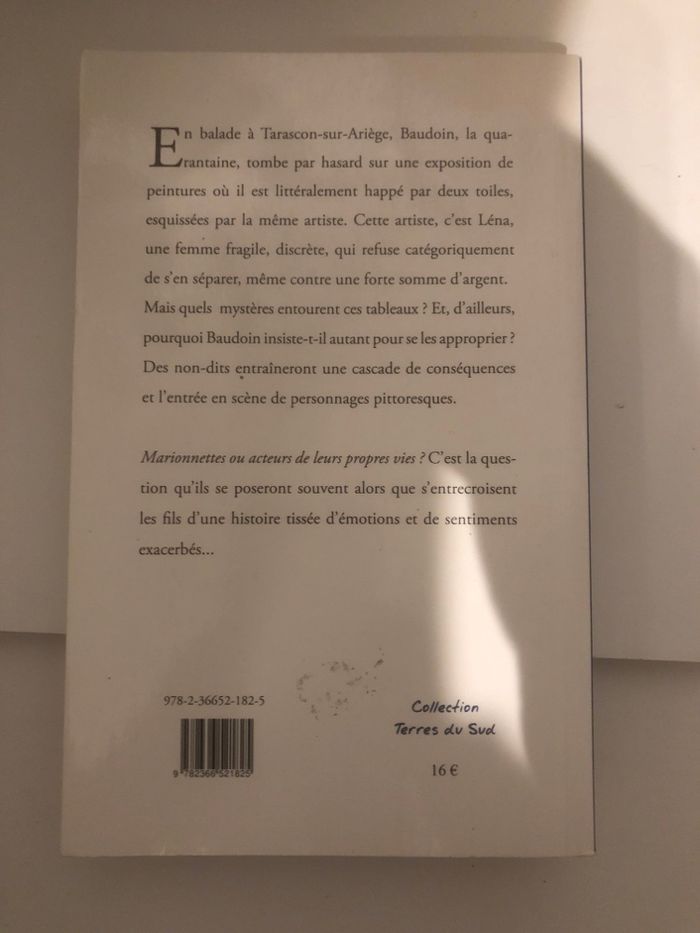 En balade à Tarascon-sur-Ariège, Baudoin, la qua-
rantaine, tombe par hasard sur une exposition de
peintures où il est littéralement happé par deux toiles,
esquissées par la même artiste. Cette artiste, c'est Léna,
une femme fragile, discrète, qui refuse catégoriquement
de s'en séparer, même contre une forte somme d'argent.
Mais quels mystères entourent ces tableaux ? Et, d'ailleurs,
pourquoi Baudoin insiste-t-il autant pour se les approprier ?
Des non-dits entraîneront une cascade de conséquences
et l'entrée en scène de personnages pittoresques.
Marionnettes ou acteurs de leurs propres vies ? C'est la ques-
tion qu'ils se poseront souvent alors que s'entrecroisent
les fils d'une histoire tissée d'émotions et de sentiments
exacerbés...
978-2-36652-182-5
9 782366 521825
Collection
Terres du Sud
16 €